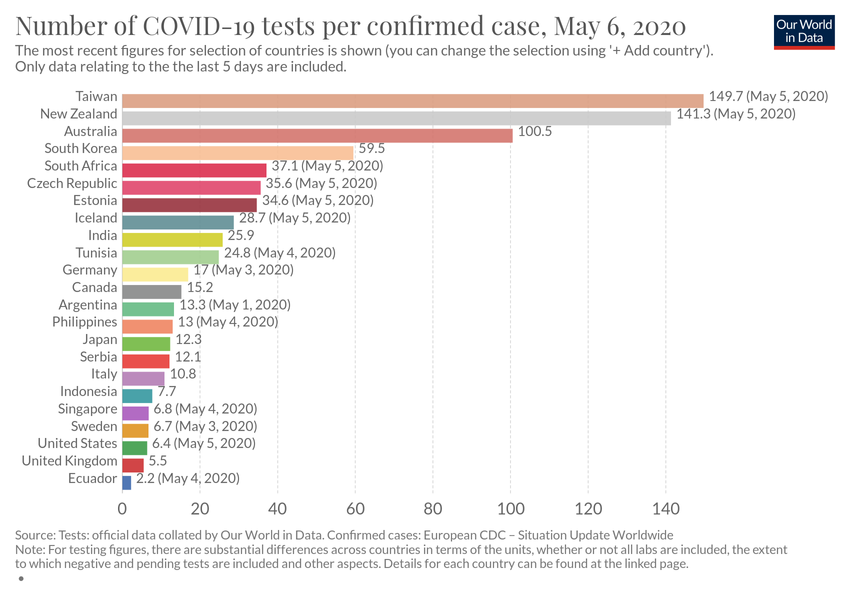 Number of COVID-19 tests per confirmed case, May 6, 2020
Our World
in Data
The most recent figures for selection of countries is shown (you can change the selection using '+ Add country').
Only data relating to the the last 5 days are included.
Taiwan 149.7 (May 5, 2020)
New Zealand 141.3 (May 5, 2020)
Australia 100.5
South Korea 59.5
South Africa 37.1 (May 5, 2020)
Czech Republic 35.6 (May 5, 2020)
Estonia 34.6 (May 5, 2020)
Iceland 28.7 (May 5, 2020)
India 25.9
Tunisia 24.8 (May 4, 2020)
Germany 17 (May 3, 2020)
Canada 15.2
Argentina 13.3 (May 1, 2020)
Philippines 13 (May 4, 2020)
Japan 12.3
Serbia 12.1
Italy 10.8
Indonesia 7.7
Singapore 6.8 (May 4, 2020)
Sweden 6.7 (May 3, 2020)
United States 6.4 (May 5, 2020)
United Kingdom 5.5
Ecuador 2.2 (May 4, 2020)
0 20 40 60 80 100 120 140
Source: Tests: official data collated by Our World in Data. Confirmed cases: European CDC – Situation Update Worldwide
Note: For testing figures, there are substantial differences across countries in terms of the units, whether or not all labs are included, the extent
to which negative and pending tests are included and other aspects. Details for each country can be found at the linked page.
•